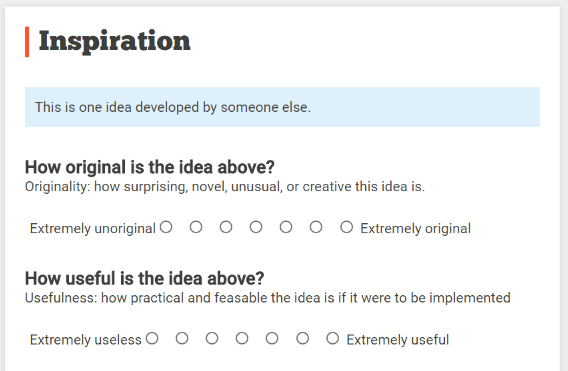 Inspiration
This is one idea developed by someone else.
How original is the idea above?
Originality: how surprising, novel, unusual, or creative this idea is.
Extremely unoriginal Extremely original
How useful is the idea above?
Usefulness: how practical and feasable the idea is if it were to be implemented
Extremely useless Extremely useful